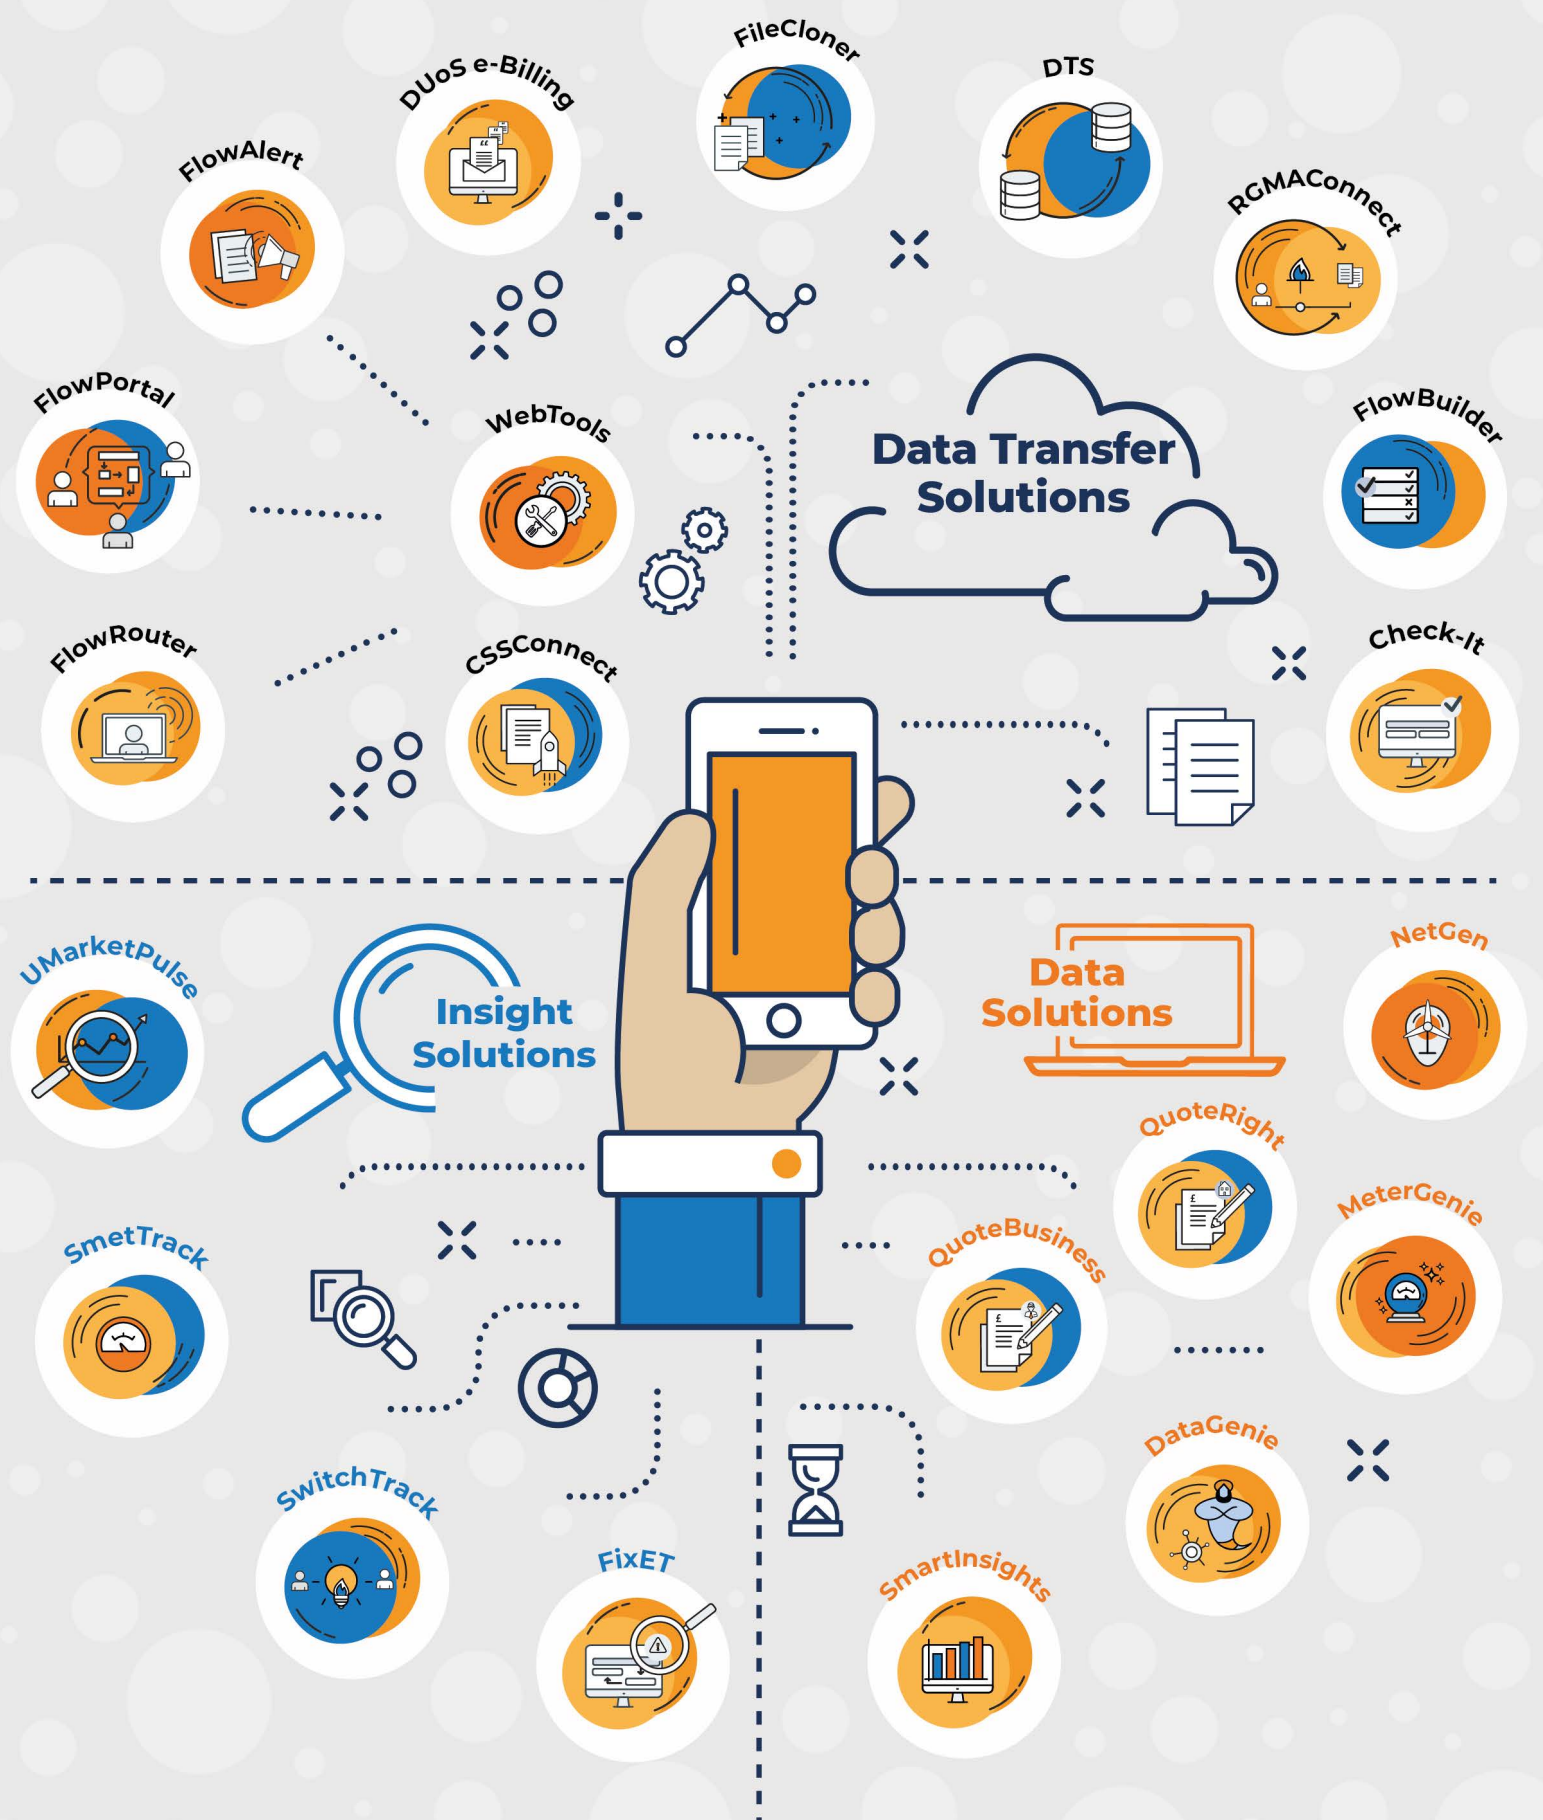 FileCloner
DUoS e-Billing
DTS
FlowAlert
RGMAConnect
FlowPortal
WebTools
Data Transfer
Solutions
FlowBuilder
FlowRouter
CSSConnect
Check-It
UMarketPulse
Insight
Solutions
Data
Solutions
NetGen
QuoteRight
£
MeterGenie
SmetTrack
QuoteBusiness
£
DataGenie
SwitchTrack
FixET
SmartInsights